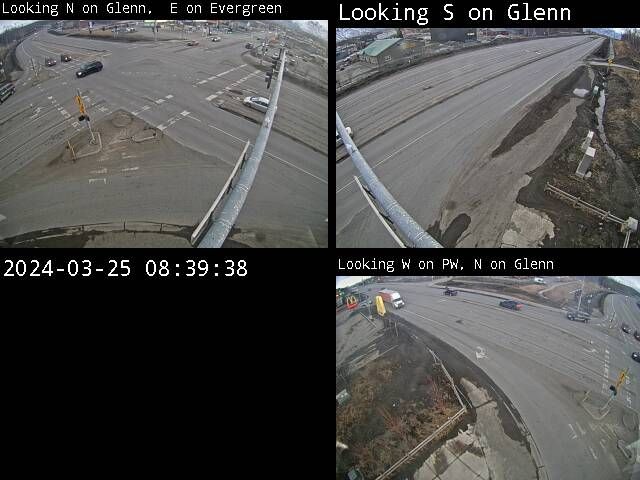 Looking N on Glenn,  E on Evergreen
Looking S on Glenn
2024-03-25 08:39:38
Looking W on PW, N on Glenn